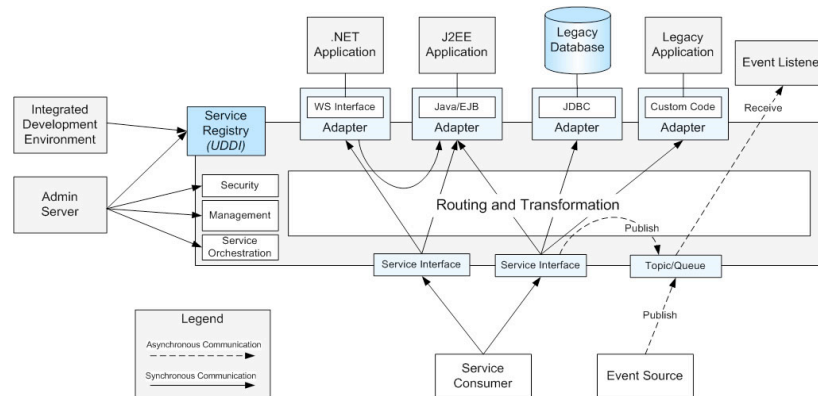 .NET
Application
J2EE
Application
Legacy
Database
Legacy
Application
Event Listener
Integrated
Development
Environment
Service
Registry
(UDDI)
WS Interface
Adapter
Java/EJB
Adapter
JDBC
Adapter
Custom Code
Adapter
Receive
Admin
Server
Security
Management
Service
Orchestration
Routing and Transformation
Publish
Service Interface
Service Interface
Topic/Queue
Publish
Legend
Asynchronous Communication
Synchronous Communication
Service
Consumer
Event Source